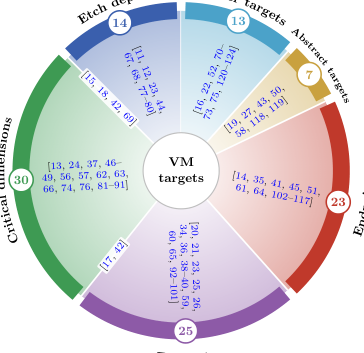 Etch dep
er targets
Abstract targets
14
13
7
[11, 12, 23, 44,
67, 68, 77–80]
[16, 22, 52, 70–
73, 75, 120–124]
[19, 27, 43, 50,
58, 118, 119]
[15, 18, 42, 69]
Critical dimensions
30
[13, 24, 37, 46–
49, 56, 57, 62, 63,
66, 74, 76, 81–91]
VM
targets
[14, 35, 41, 45, 51,
61, 64, 102–117]
23
[17, 42]
[20, 21, 23, 25, 26,
34, 36, 38–40, 59,
60, 65, 92–101]
25